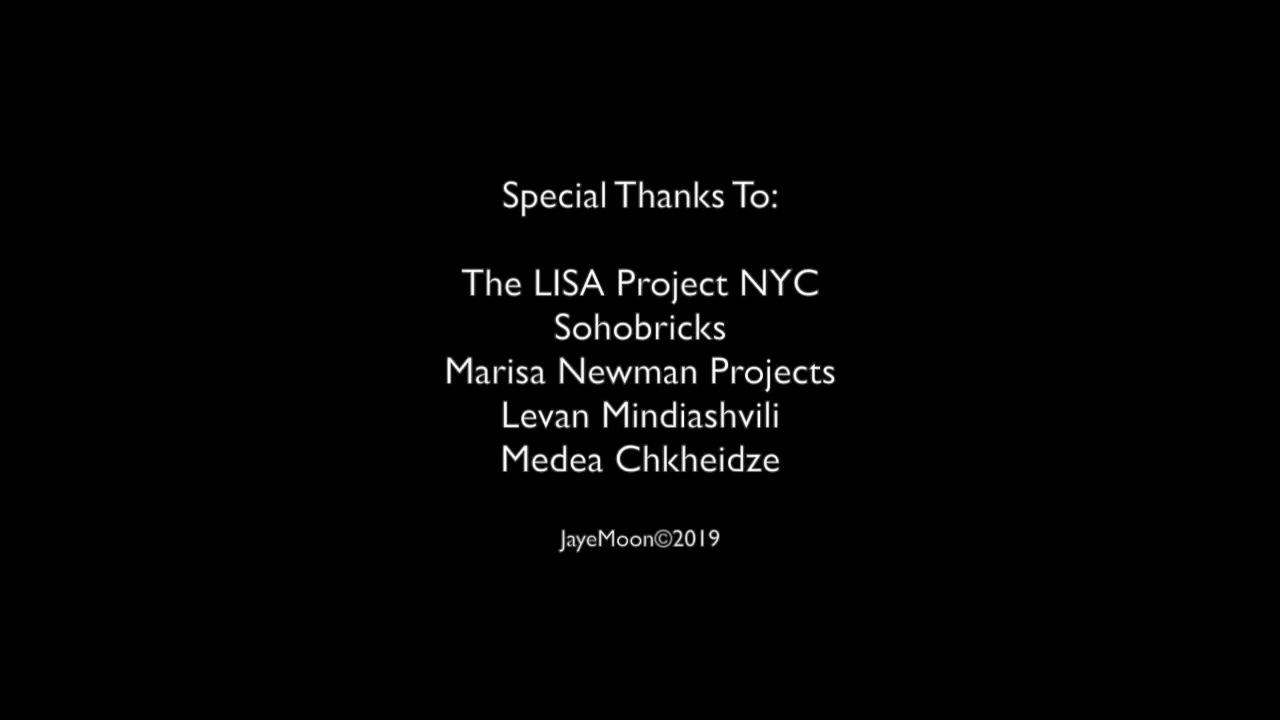 Special Thanks To:
The LISA Project NYC
Sohobricks
Marisa Newman Projects
Levan Mindiashvili
Medea Chkheidze
JayeMoon©2019